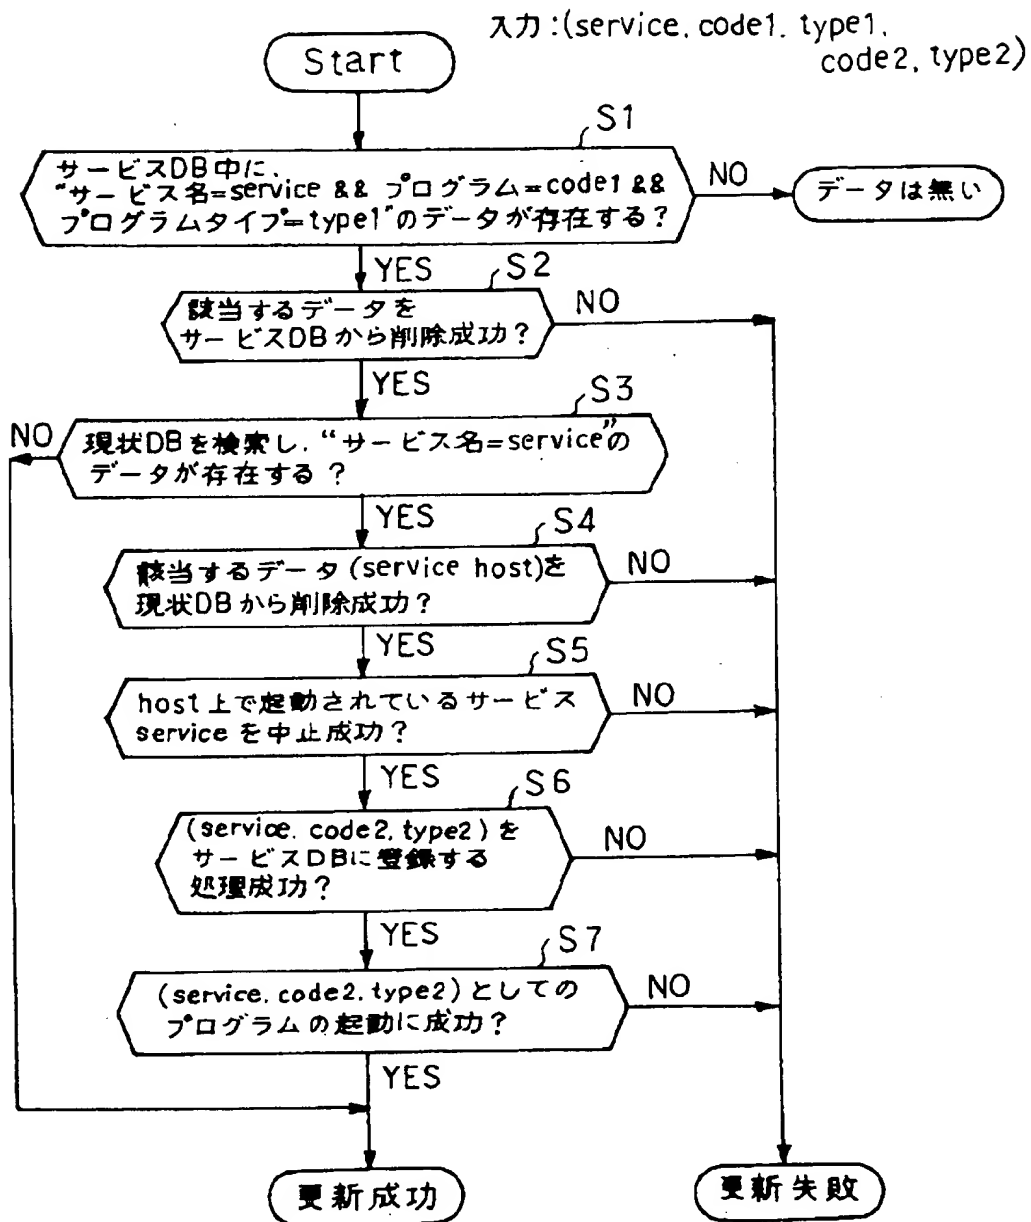 入力:(service, code1, type1,
code2, type2)
Start
S1
サービスDB中に、
"サービス名=service && プログラム=code1 &&
プログラムタイプ=type1"のデータが存在する?
NO
データは無い
YES
S2
該当するデータを
サービスDBから削除成功?
NO
YES
S3
NO
現状DBを検索し、"サービス名=service"の
データが存在する?
YES
S4
該当するデータ(service host)を
現状DBから削除成功?
NO
YES
S5
host上で起動されているサービス
serviceを中止成功?
NO
YES
S6
(service, code2, type2)を
サービスDBに登録する
処理成功?
NO
YES
S7
(service, code2, type2)としての
プログラムの起動に成功?
NO
YES
更新成功
更新失敗